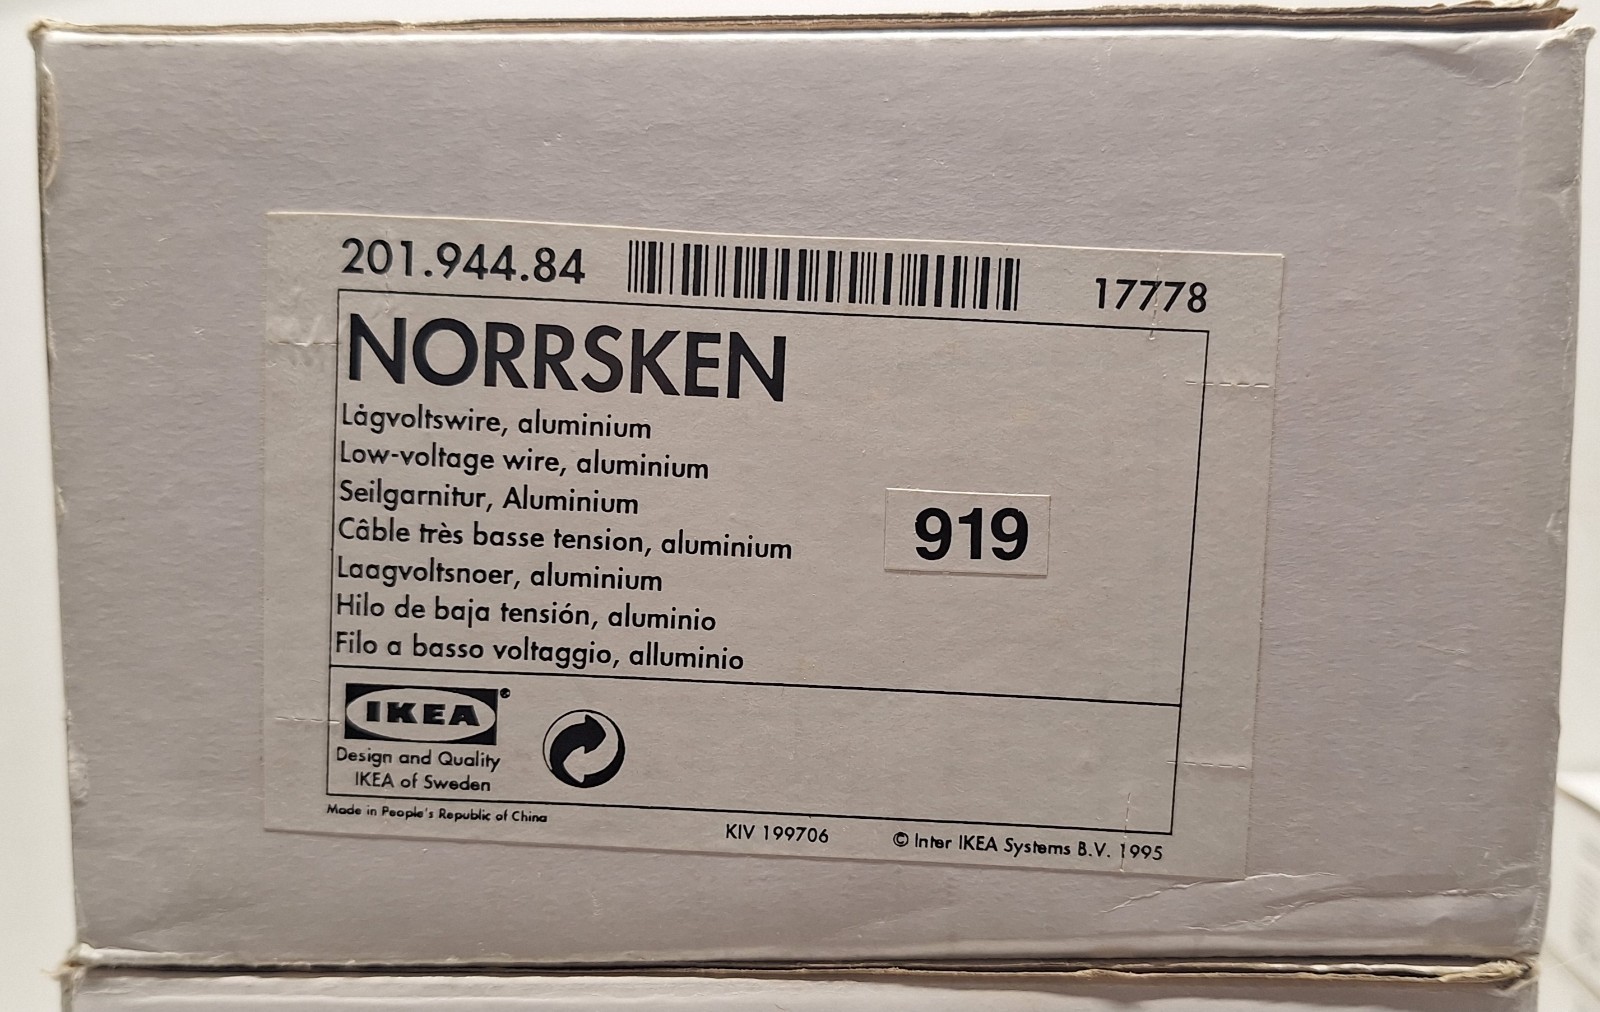 201.944.84 17778
NORRSKEN
Lågvoltswire, aluminium
Low-voltage wire, aluminium
Seilgarnitur, Aluminium
Câble très basse tension, aluminium
Laagvoltsnoer, aluminium
Hilo de baja tensión, aluminio
Filo a basso voltaggio, alluminio
919
IKEA®
Design and Quality
IKEA of Sweden
Made in People's Republic of China
KIV 199706 © Inter IKEA Systems B.V. 1995